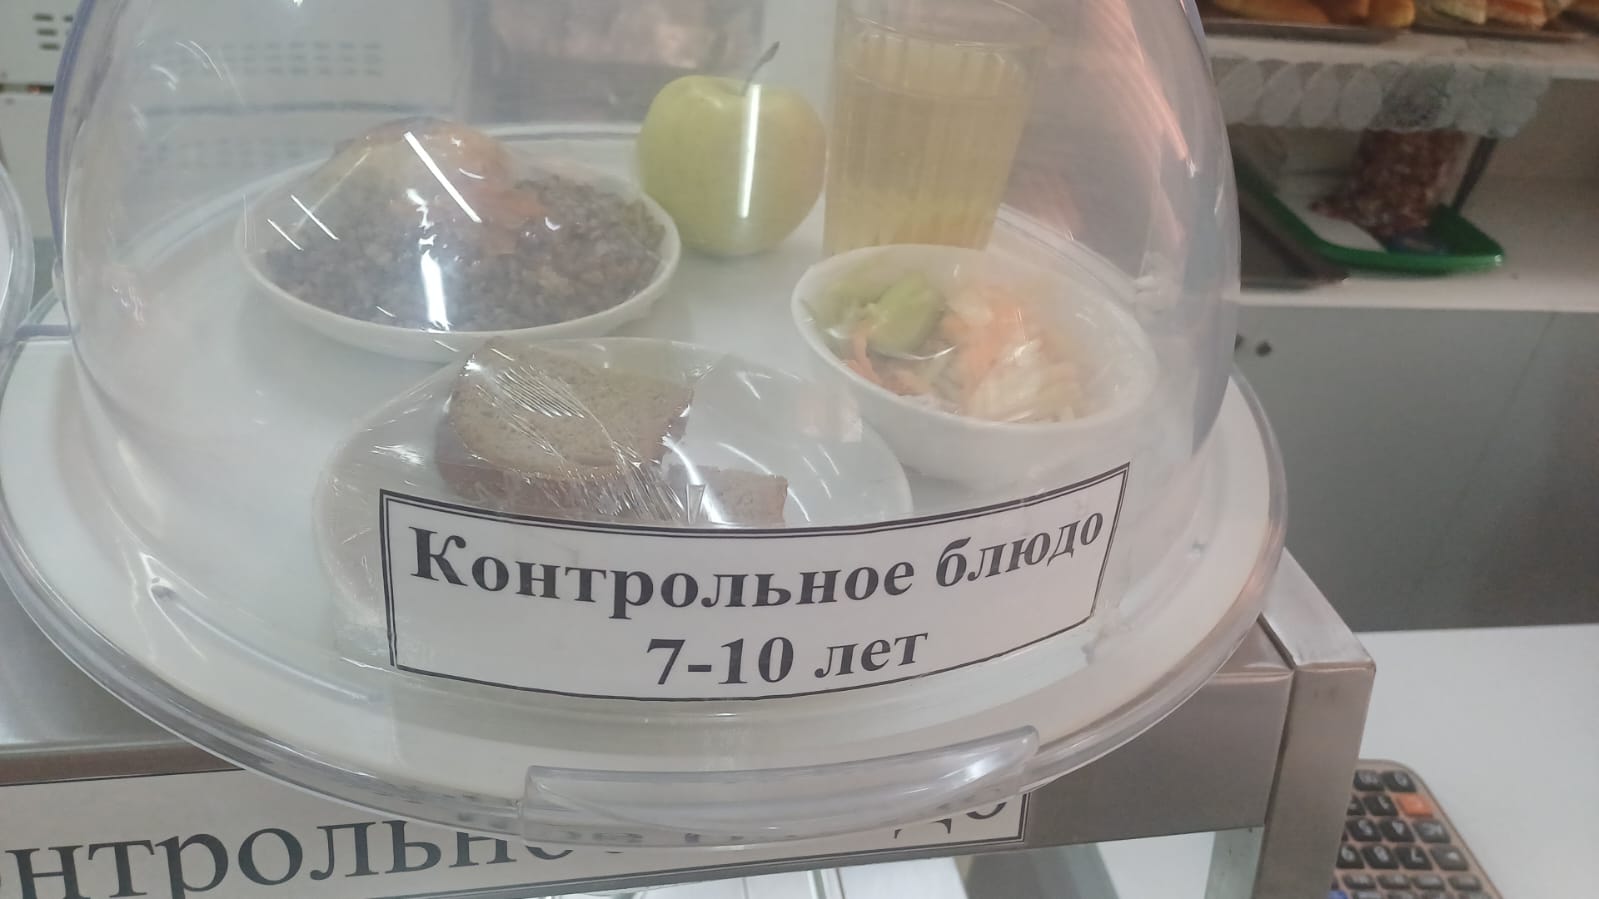 Контрольное блюдо
7-10 лет